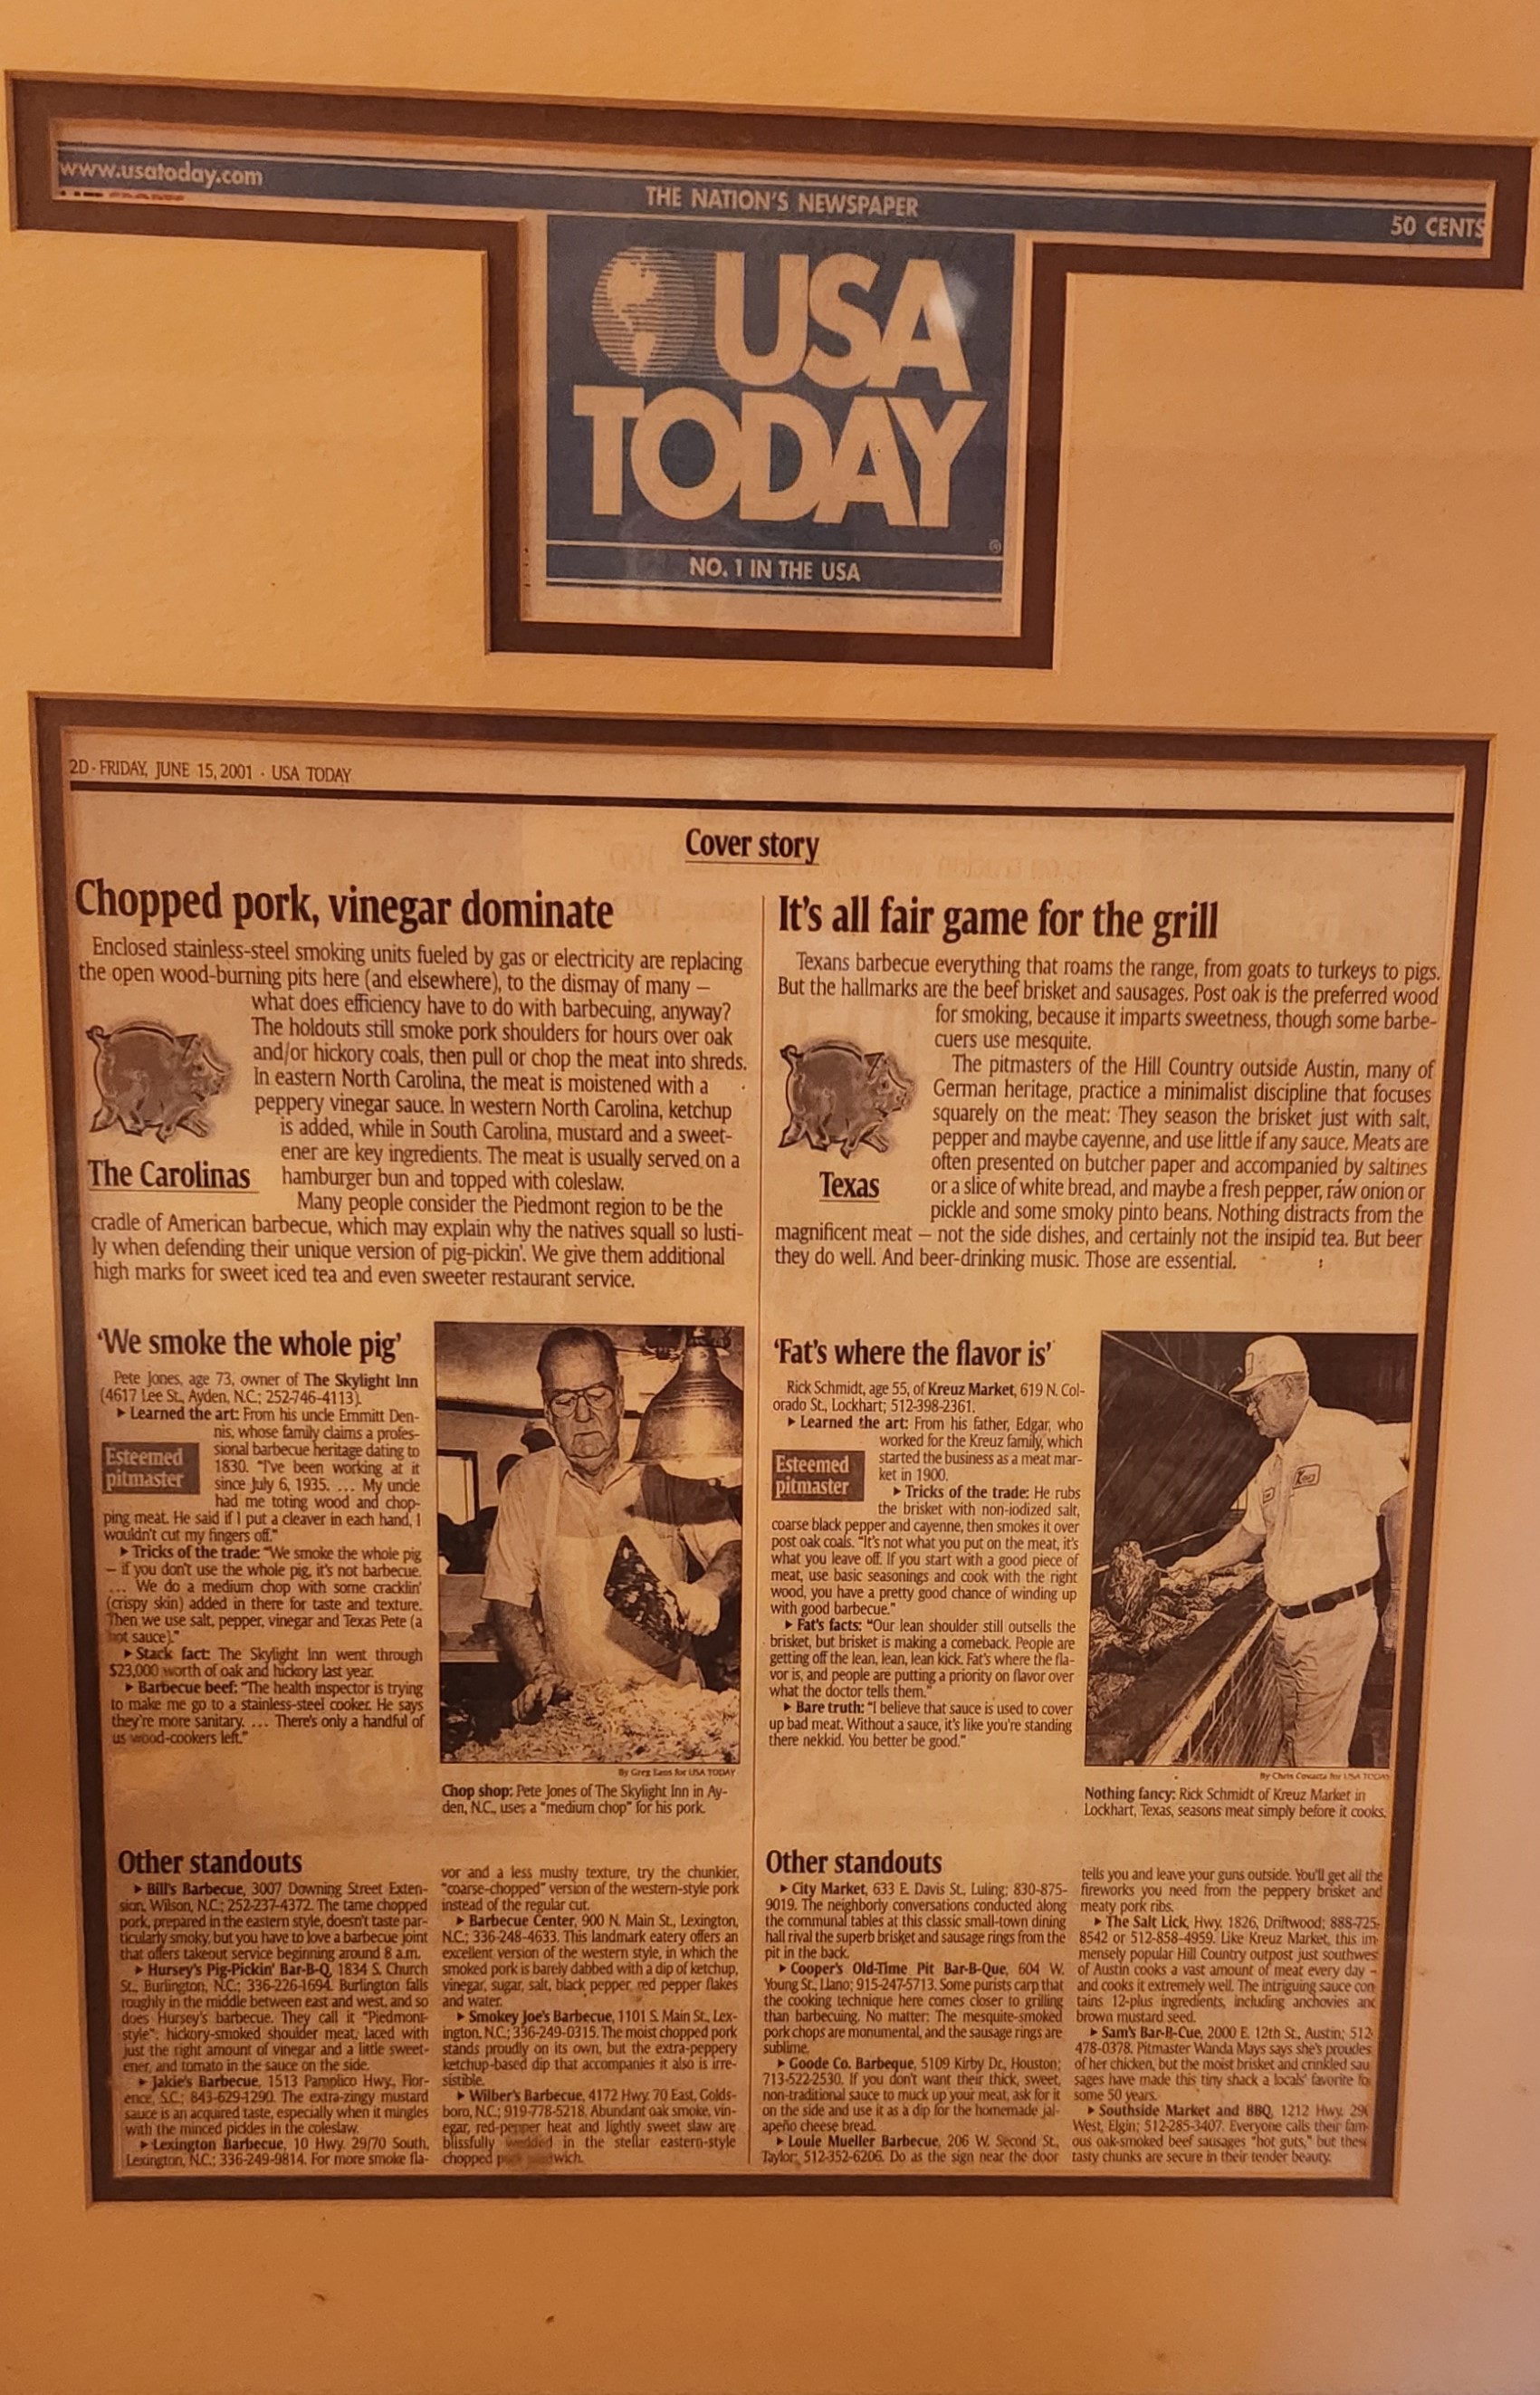 www.usatoday.com
THE NATION'S NEWSPAPER
50 CENTS
USA
TODAY
®
NO. 1 IN THE USA
2D · FRIDAY, JUNE 15, 2001 · USA TODAY
Cover story
Chopped pork, vinegar dominate
Enclosed stainless-steel smoking units fueled by gas or electricity are replacing
the open wood-burning pits here (and elsewhere), to the dismay of many —
what does efficiency have to do with barbecuing, anyway?
The holdouts still smoke pork shoulders for hours over oak
and/or hickory coals, then pull or chop the meat into shreds.
In eastern North Carolina, the meat is moistened with a
peppery vinegar sauce. In western North Carolina, ketchup
is added, while in South Carolina, mustard and a sweet-
ener are key ingredients. The meat is usually served on a
The Carolinas
hamburger bun and topped with coleslaw.
Many people consider the Piedmont region to be the
cradle of American barbecue, which may explain why the natives squall so lusti-
ly when defending their unique version of pig-pickin'. We give them additional
high marks for sweet iced tea and even sweeter restaurant service.
'We smoke the whole pig'
Pete Jones, age 73, owner of The Skylight Inn
(4617 Lee St., Ayden, N.C.; 252-746-4113).
▶ Learned the art: From his uncle Emmitt Den-
nis, whose family claims a profes-
sional barbecue heritage dating to
1830. "I've been working at it
since July 6, 1935. ... My uncle
had me toting wood and chop-
Esteemed
pitmaster
ping meat. He said if I put a cleaver in each hand, I
wouldn't cut my fingers off."
▶ Tricks of the trade: "We smoke the whole pig
— if you don't use the whole pig, it's not barbecue.
... We do a medium chop with some cracklin'
(crispy skin) added in there for taste and texture.
Then we use salt, pepper, vinegar and Texas Pete (a
hot sauce)."
▶ Stack fact: The Skylight Inn went through
$23,000 worth of oak and hickory last year.
▶ Barbecue beef: "The health inspector is trying
to make me go to a stainless-steel cooker. He says
they're more sanitary. ... There's only a handful of
us wood-cookers left."
By Greg for USA TODAY
Chop shop: Pete Jones of The Skylight Inn in Ay-
den, N.C., uses a "medium chop" for his pork.
Other standouts
▶ Bill's Barbecue, 3007 Downing Street Exten-
sion, Wilson, N.C.; 252-237-4372. The tame chopped
pork, prepared in the eastern style, doesn't taste par-
ticularly smoky, but you have to love a barbecue joint
that offers takeout service beginning around 8 a.m.
▶ Hursey's Pig-Pickin' Bar-B-Q, 1834 S. Church
St., Burlington, N.C.; 336-226-1694. Burlington falls
roughly in the middle between east and west, and so
does Hursey's barbecue. They call it "Piedmont-
style": hickory-smoked shoulder meat, laced with
just the right amount of vinegar and a little sweet-
ener, and tomato in the sauce on the side.
▶ Jakie's Barbecue, 1513 Pamplico Hwy., Flor-
ence, S.C.; 843-629-1290. The extra-zingy mustard
sauce is an acquired taste, especially when it mingles
with the minced pickles in the coleslaw.
▶ Lexington Barbecue, 10 Hwy. 29/70 South,
Lexington, N.C.; 336-249-9814. For more smoke fla-
vor and a less mushy texture, try the chunkier,
"coarse-chopped" version of the western-style pork
instead of the regular cut.
▶ Barbecue Center, 900 N. Main St., Lexington,
N.C.; 336-248-4633. This landmark eatery offers an
excellent version of the western style, in which the
smoked pork is barely dabbed with a dip of ketchup,
vinegar, sugar, salt, black pepper, red pepper flakes
and water.
▶ Smokey Joe's Barbecue, 1101 S. Main St., Lex-
ington, N.C.; 336-249-0315. The moist chopped pork
stands proudly on its own, but the extra-peppery
ketchup-based dip that accompanies it also is irre-
sistible.
▶ Wilber's Barbecue, 4172 Hwy. 70 East, Golds-
boro, N.C.; 919-778-5218. Abundant oak smoke, vin-
egar, red-pepper heat and lightly sweet slaw are
blissfully wedded in the stellar eastern-style
chopped pork sandwich.
It's all fair game for the grill
Texans barbecue everything that roams the range, from goats to turkeys to pigs.
But the hallmarks are the beef brisket and sausages. Post oak is the preferred wood
for smoking, because it imparts sweetness, though some barbe-
cuers use mesquite.
The pitmasters of the Hill Country outside Austin, many of
German heritage, practice a minimalist discipline that focuses
squarely on the meat: They season the brisket just with salt,
pepper and maybe cayenne, and use little if any sauce. Meats are
often presented on butcher paper and accompanied by saltines
Texas
or a slice of white bread, and maybe a fresh pepper, raw onion or
pickle and some smoky pinto beans. Nothing distracts from the
magnificent meat — not the side dishes, and certainly not the insipid tea. But beer
they do well. And beer-drinking music. Those are essential.
'Fat's where the flavor is'
Rick Schmidt, age 55, of Kreuz Market, 619 N. Col-
orado St., Lockhart; 512-398-2361.
▶ Learned the art: From his father, Edgar, who
worked for the Kreuz family, which
started the business as a meat mar-
ket in 1900.
Esteemed
pitmaster
▶ Tricks of the trade: He rubs
the brisket with non-iodized salt,
coarse black pepper and cayenne, then smokes it over
post oak coals. "It's not what you put on the meat, it's
what you leave off. If you start with a good piece of
meat, use basic seasonings and cook with the right
wood, you have a pretty good chance of winding up
with good barbecue."
▶ Fat's facts: "Our lean shoulder still outsells the
brisket, but brisket is making a comeback. People are
getting off the lean, lean, lean kick. Fat's where the fla-
vor is, and people are putting a priority on flavor over
what the doctor tells them."
▶ Bare truth: "I believe that sauce is used to cover
up bad meat. Without a sauce, it's like you're standing
there nekkid. You better be good."
By Chris Covatta for USA TODAY
Nothing fancy: Rick Schmidt of Kreuz Market in
Lockhart, Texas, seasons meat simply before it cooks.
Other standouts
▶ City Market, 633 E. Davis St., Luling; 830-875-
9019. The neighborly conversations conducted along
the communal tables at this classic small-town dining
hall rival the superb brisket and sausage rings from the
pit in the back.
▶ Cooper's Old-Time Pit Bar-B-Que, 604 W.
Young St., Llano; 915-247-5713. Some purists carp that
the cooking technique here comes closer to grilling
than barbecuing. No matter: The mesquite-smoked
pork chops are monumental, and the sausage rings are
sublime.
▶ Goode Co. Barbeque, 5109 Kirby Dr., Houston;
713-522-2530. If you don't want their thick, sweet,
non-traditional sauce to muck up your meat, ask for it
on the side and use it as a dip for the homemade jal-
apeño cheese bread.
▶ Louie Mueller Barbecue, 206 W. Second St.,
Taylor; 512-352-6206. Do as the sign near the door
tells you and leave your guns outside. You'll get all the
fireworks you need from the peppery brisket and
meaty pork ribs.
▶ The Salt Lick, Hwy. 1826, Driftwood; 888-725-
8542 or 512-858-4959. Like Kreuz Market, this im-
mensely popular Hill Country outpost just southwes
of Austin cooks a vast amount of meat every day –
and cooks it extremely well. The intriguing sauce con
tains 12-plus ingredients, including anchovies and
brown mustard seed.
▶ Sam's Bar-B-Cue, 2000 E. 12th St., Austin; 512-
478-0378. Pitmaster Wanda Mays says she's proudes
of her chicken, but the moist brisket and crinkled sau
sages have made this tiny shack a locals' favorite fo
some 50 years.
▶ Southside Market and BBQ, 1212 Hwy. 290
West, Elgin; 512-285-3407. Everyone calls their fam-
ous oak-smoked beef sausages "hot guts," but these
tasty chunks are secure in their tender beauty.